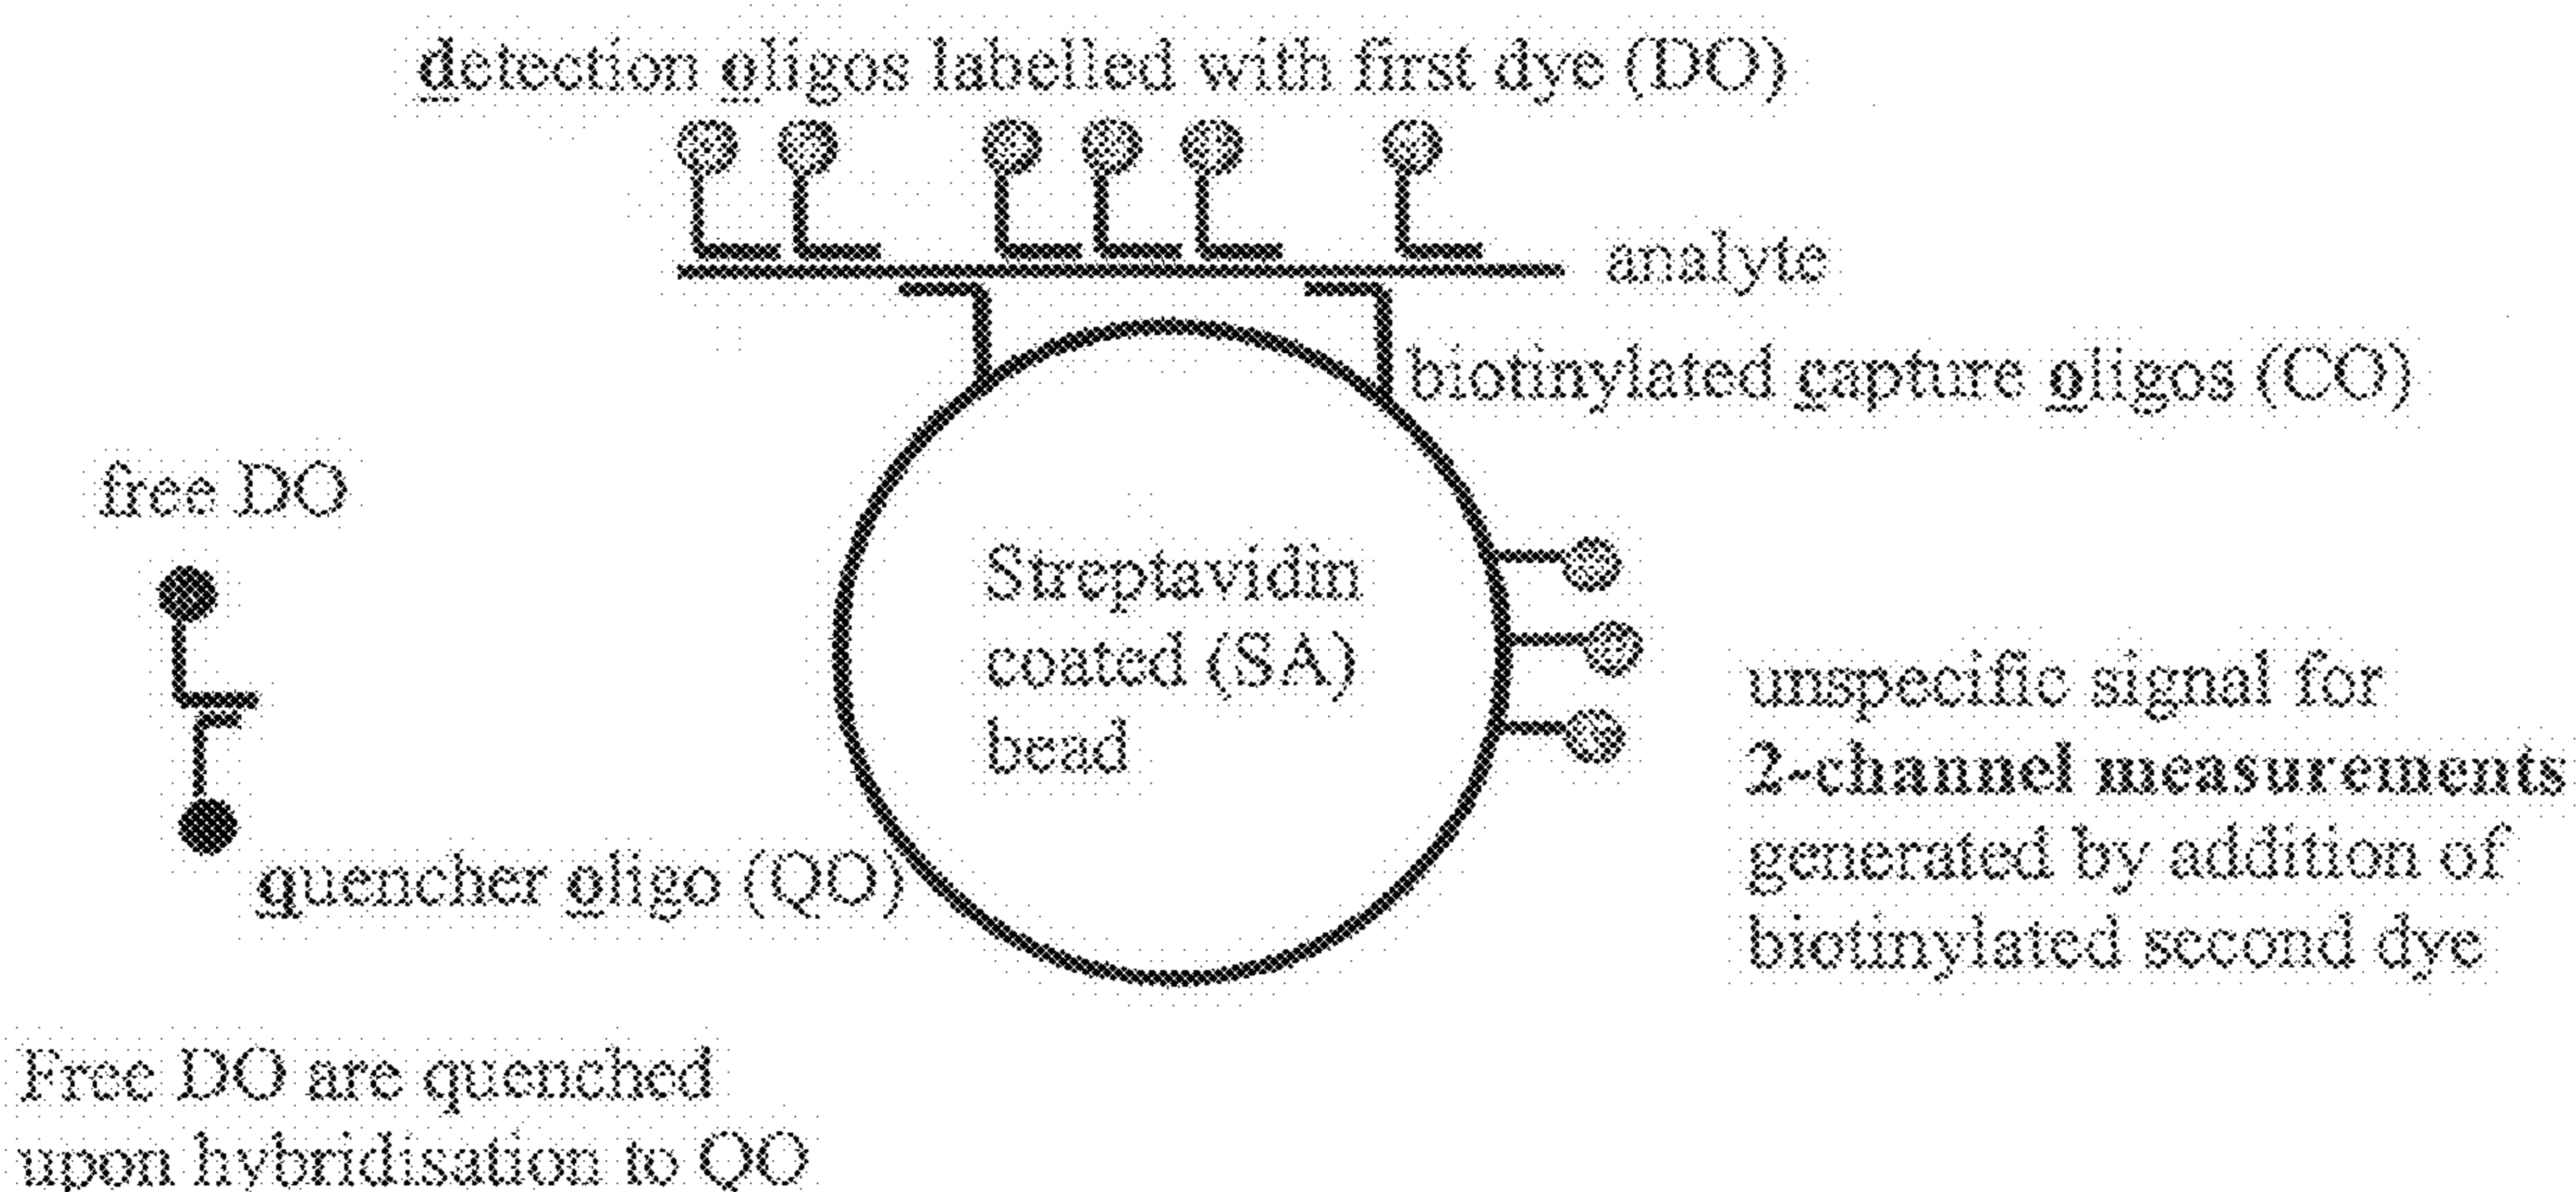 detection oligos labelled with first dye (DO)
analyte
biotinylated capture oligos (CO)
free DO
Streptavidin
coated (SA)
bead
quencher oligo (QO)
unspecific signal for
2-channel measurements
generated by addition of
biotinylated second dye
Free DO are quenched
upon hybridisation to QO